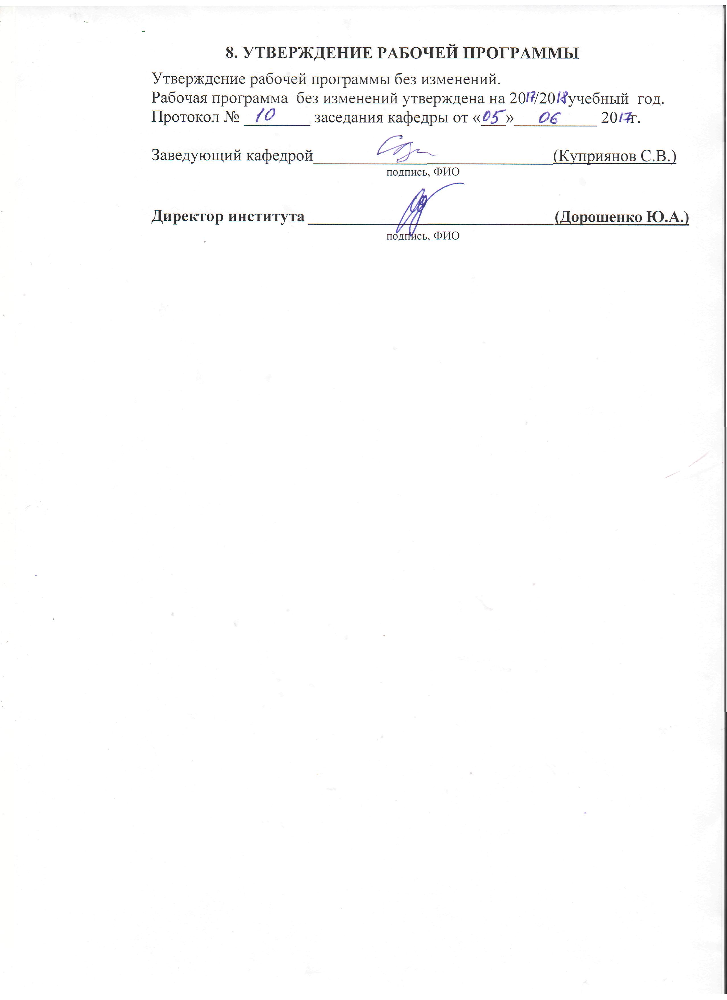 8. УТВЕРЖДЕНИЕ РАБОЧЕЙ ПРОГРАММЫ
Утверждение рабочей программы без изменений.
Рабочая программа без изменений утверждена на 2017/2018 учебный год.
Протокол № 10 заседания кафедры от «05» 06 2017г.
Заведующий кафедрой (Куприянов С.В.)
подпись, ФИО
Директор института (Дорошенко Ю.А.)
подпись, ФИО